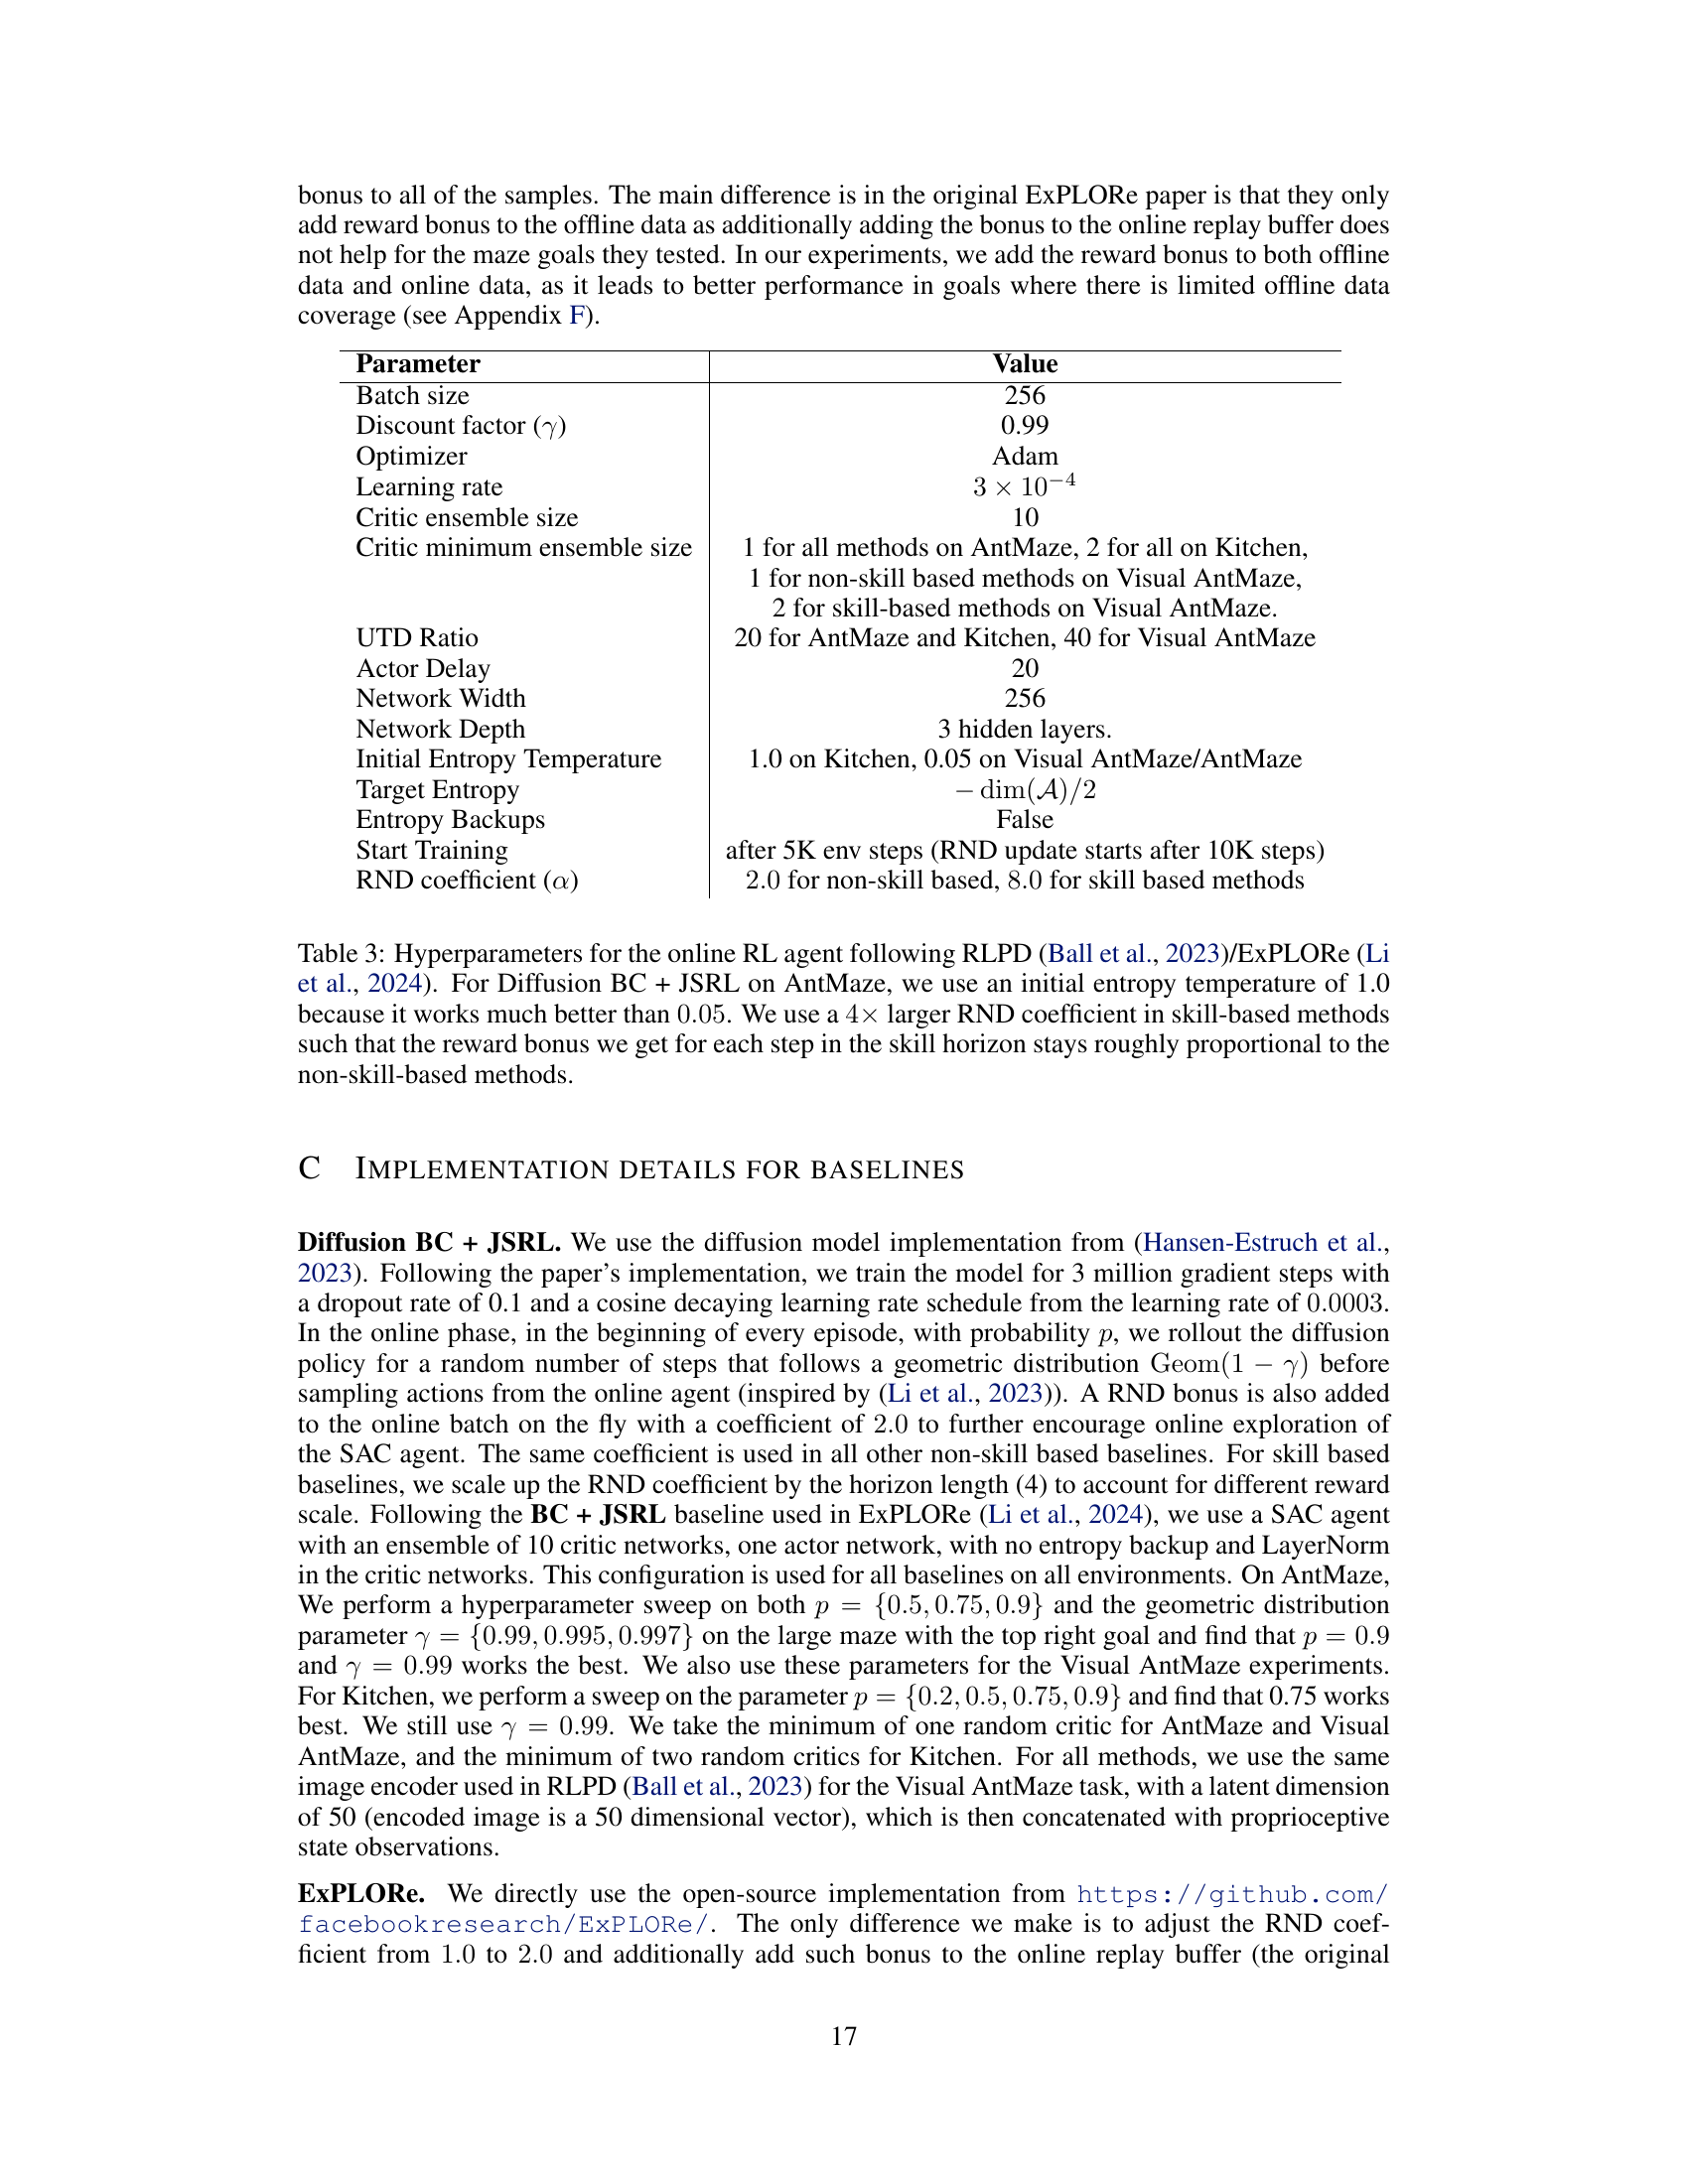 bonus to all of the samples. The main difference is in the original ExPLORe paper is that they only
add reward bonus to the offline data as additionally adding the bonus to the online replay buffer does
not help for the maze goals they tested. In our experiments, we add the reward bonus to both offline
data and online data, as it leads to better performance in goals where there is limited offline data
coverage (see Appendix F).
Parameter Value
Batch size 256
Discount factor (γ) 0.99
Optimizer Adam
Learning rate 3 × 10⁻⁴
Critic ensemble size 10
Critic minimum ensemble size 1 for all methods on AntMaze, 2 for all on Kitchen,
1 for non-skill based methods on Visual AntMaze,
2 for skill-based methods on Visual AntMaze.
UTD Ratio 20 for AntMaze and Kitchen, 40 for Visual AntMaze
Actor Delay 20
Network Width 256
Network Depth 3 hidden layers.
Initial Entropy Temperature 1.0 on Kitchen, 0.05 on Visual AntMaze/AntMaze
Target Entropy − dim(𝒜)/2
Entropy Backups False
Start Training after 5K env steps (RND update starts after 10K steps)
RND coefficient (α) 2.0 for non-skill based, 8.0 for skill based methods
Table 3: Hyperparameters for the online RL agent following RLPD (Ball et al., 2023)/ExPLORe (Li
et al., 2024). For Diffusion BC + JSRL on AntMaze, we use an initial entropy temperature of 1.0
because it works much better than 0.05. We use a 4× larger RND coefficient in skill-based methods
such that the reward bonus we get for each step in the skill horizon stays roughly proportional to the
non-skill-based methods.
C IMPLEMENTATION DETAILS FOR BASELINES
Diffusion BC + JSRL. We use the diffusion model implementation from (Hansen-Estruch et al.,
2023). Following the paper's implementation, we train the model for 3 million gradient steps with
a dropout rate of 0.1 and a cosine decaying learning rate schedule from the learning rate of 0.0003.
In the online phase, in the beginning of every episode, with probability p, we rollout the diffusion
policy for a random number of steps that follows a geometric distribution Geom(1 − γ) before
sampling actions from the online agent (inspired by (Li et al., 2023)). A RND bonus is also added
to the online batch on the fly with a coefficient of 2.0 to further encourage online exploration of
the SAC agent. The same coefficient is used in all other non-skill based baselines. For skill based
baselines, we scale up the RND coefficient by the horizon length (4) to account for different reward
scale. Following the BC + JSRL baseline used in ExPLORe (Li et al., 2024), we use a SAC agent
with an ensemble of 10 critic networks, one actor network, with no entropy backup and LayerNorm
in the critic networks. This configuration is used for all baselines on all environments. On AntMaze,
We perform a hyperparameter sweep on both p = {0.5, 0.75, 0.9} and the geometric distribution
parameter γ = {0.99, 0.995, 0.997} on the large maze with the top right goal and find that p = 0.9
and γ = 0.99 works the best. We also use these parameters for the Visual AntMaze experiments.
For Kitchen, we perform a sweep on the parameter p = {0.2, 0.5, 0.75, 0.9} and find that 0.75 works
best. We still use γ = 0.99. We take the minimum of one random critic for AntMaze and Visual
AntMaze, and the minimum of two random critics for Kitchen. For all methods, we use the same
image encoder used in RLPD (Ball et al., 2023) for the Visual AntMaze task, with a latent dimension
of 50 (encoded image is a 50 dimensional vector), which is then concatenated with proprioceptive
state observations.
ExPLORe. We directly use the open-source implementation from https://github.com/
facebookresearch/ExPLORe/. The only difference we make is to adjust the RND coef-
ficient from 1.0 to 2.0 and additionally add such bonus to the online replay buffer (the original
17